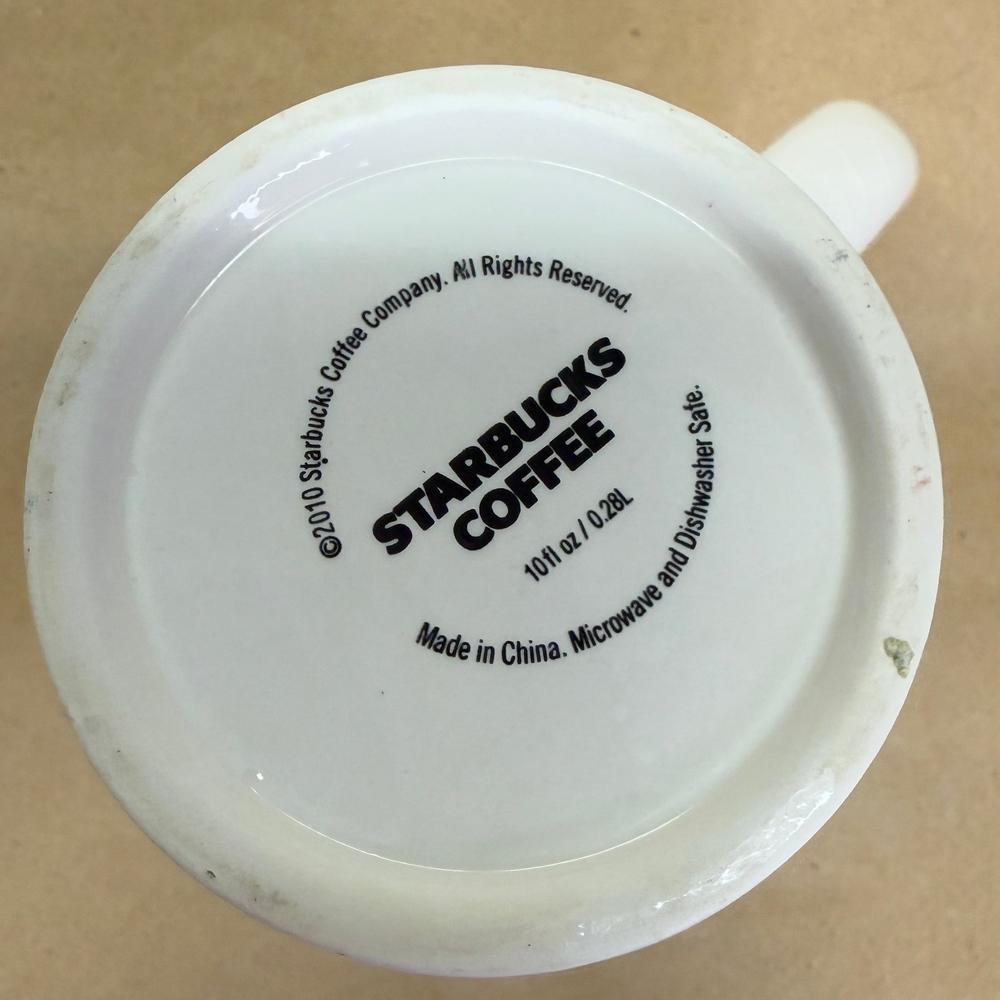 ©2010 Starbucks Coffee Company. All Rights Reserved.
STARBUCKS
COFFEE
10fl oz / 0.28L
Made in China. Microwave and Dishwasher Safe.